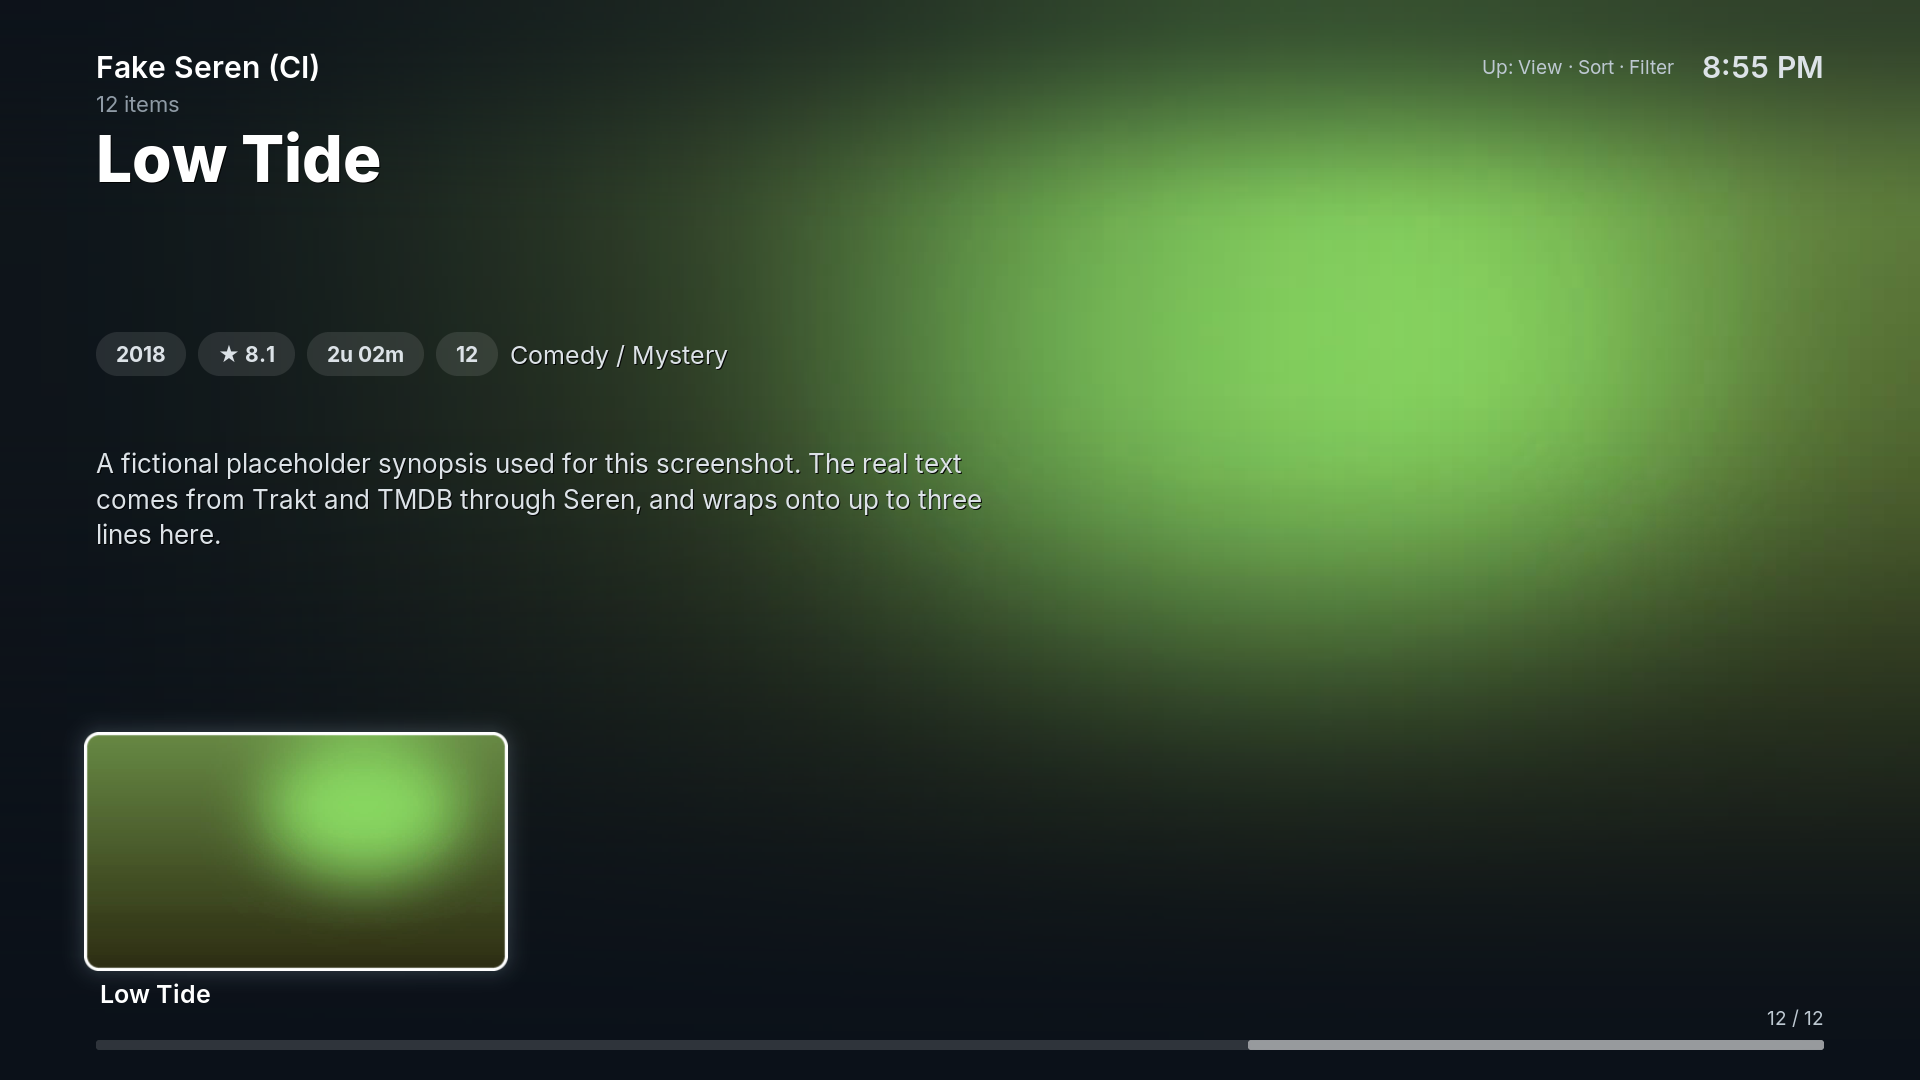 Fake Seren (CI)
Up: View · Sort · Filter
8:55 PM
12 items
Low Tide
2018
★ 8.1
2u 02m
12
Comedy / Mystery
A fictional placeholder synopsis used for this screenshot. The real text
comes from Trakt and TMDB through Seren, and wraps onto up to three
lines here.
Low Tide
12 / 12